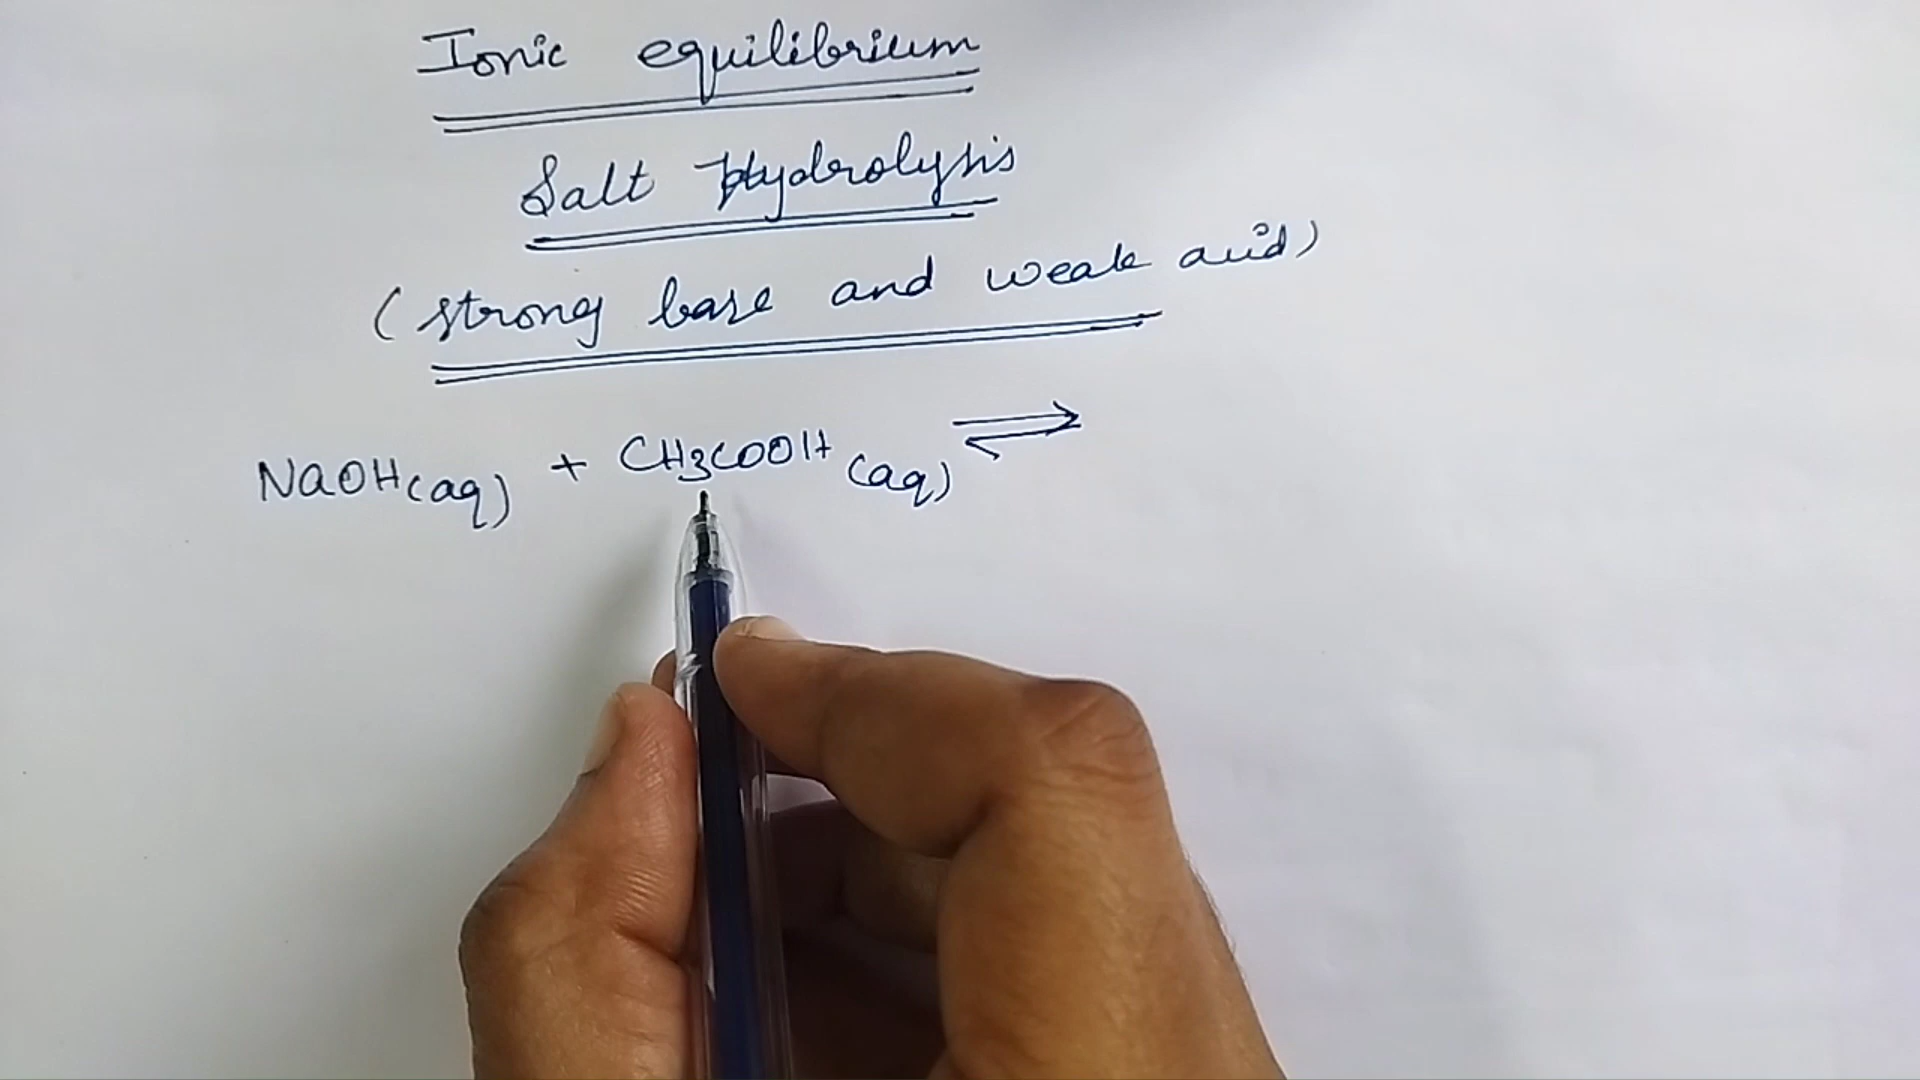 Ionic equilibrium
Salt Hydrolysis
(strong base and weak acid)
NaOH(aq) + CH3COOH (aq) ⇌